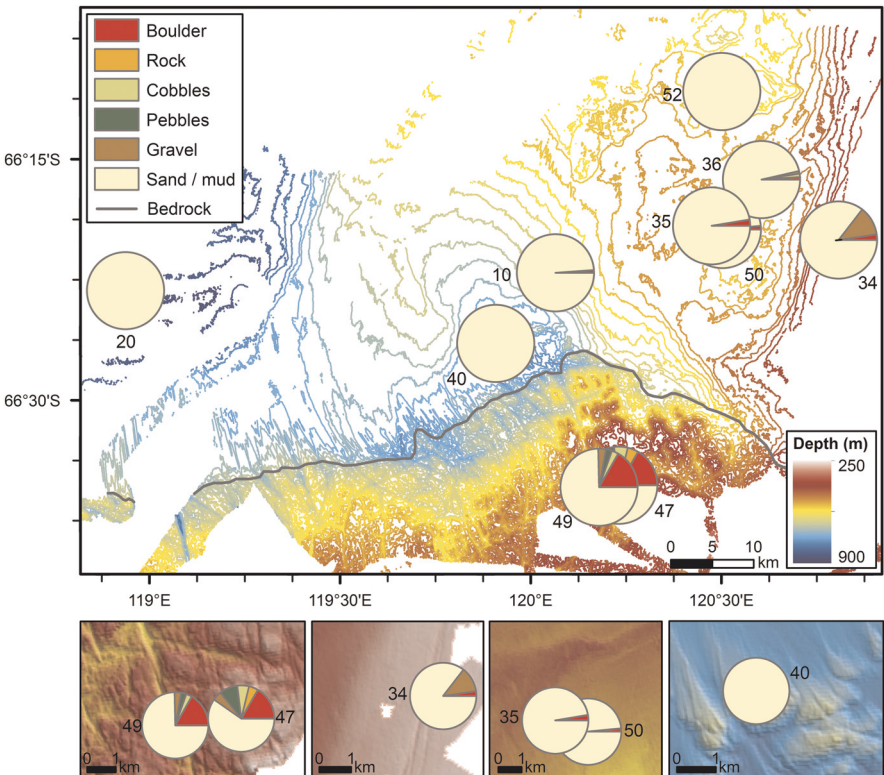 Boulder
Rock
Cobbles
Pebbles
Gravel
Sand / mud
Bedrock
66°15'S
66°30'S
52
36
35
50
34
10
20
40
49
47
Depth (m)
250
900
0 5 10
km
119°E 119°30'E 120°E 120°30'E
49
47
0 1
km
34
0 1
km
35
50
0 1
km
40
0 1
km